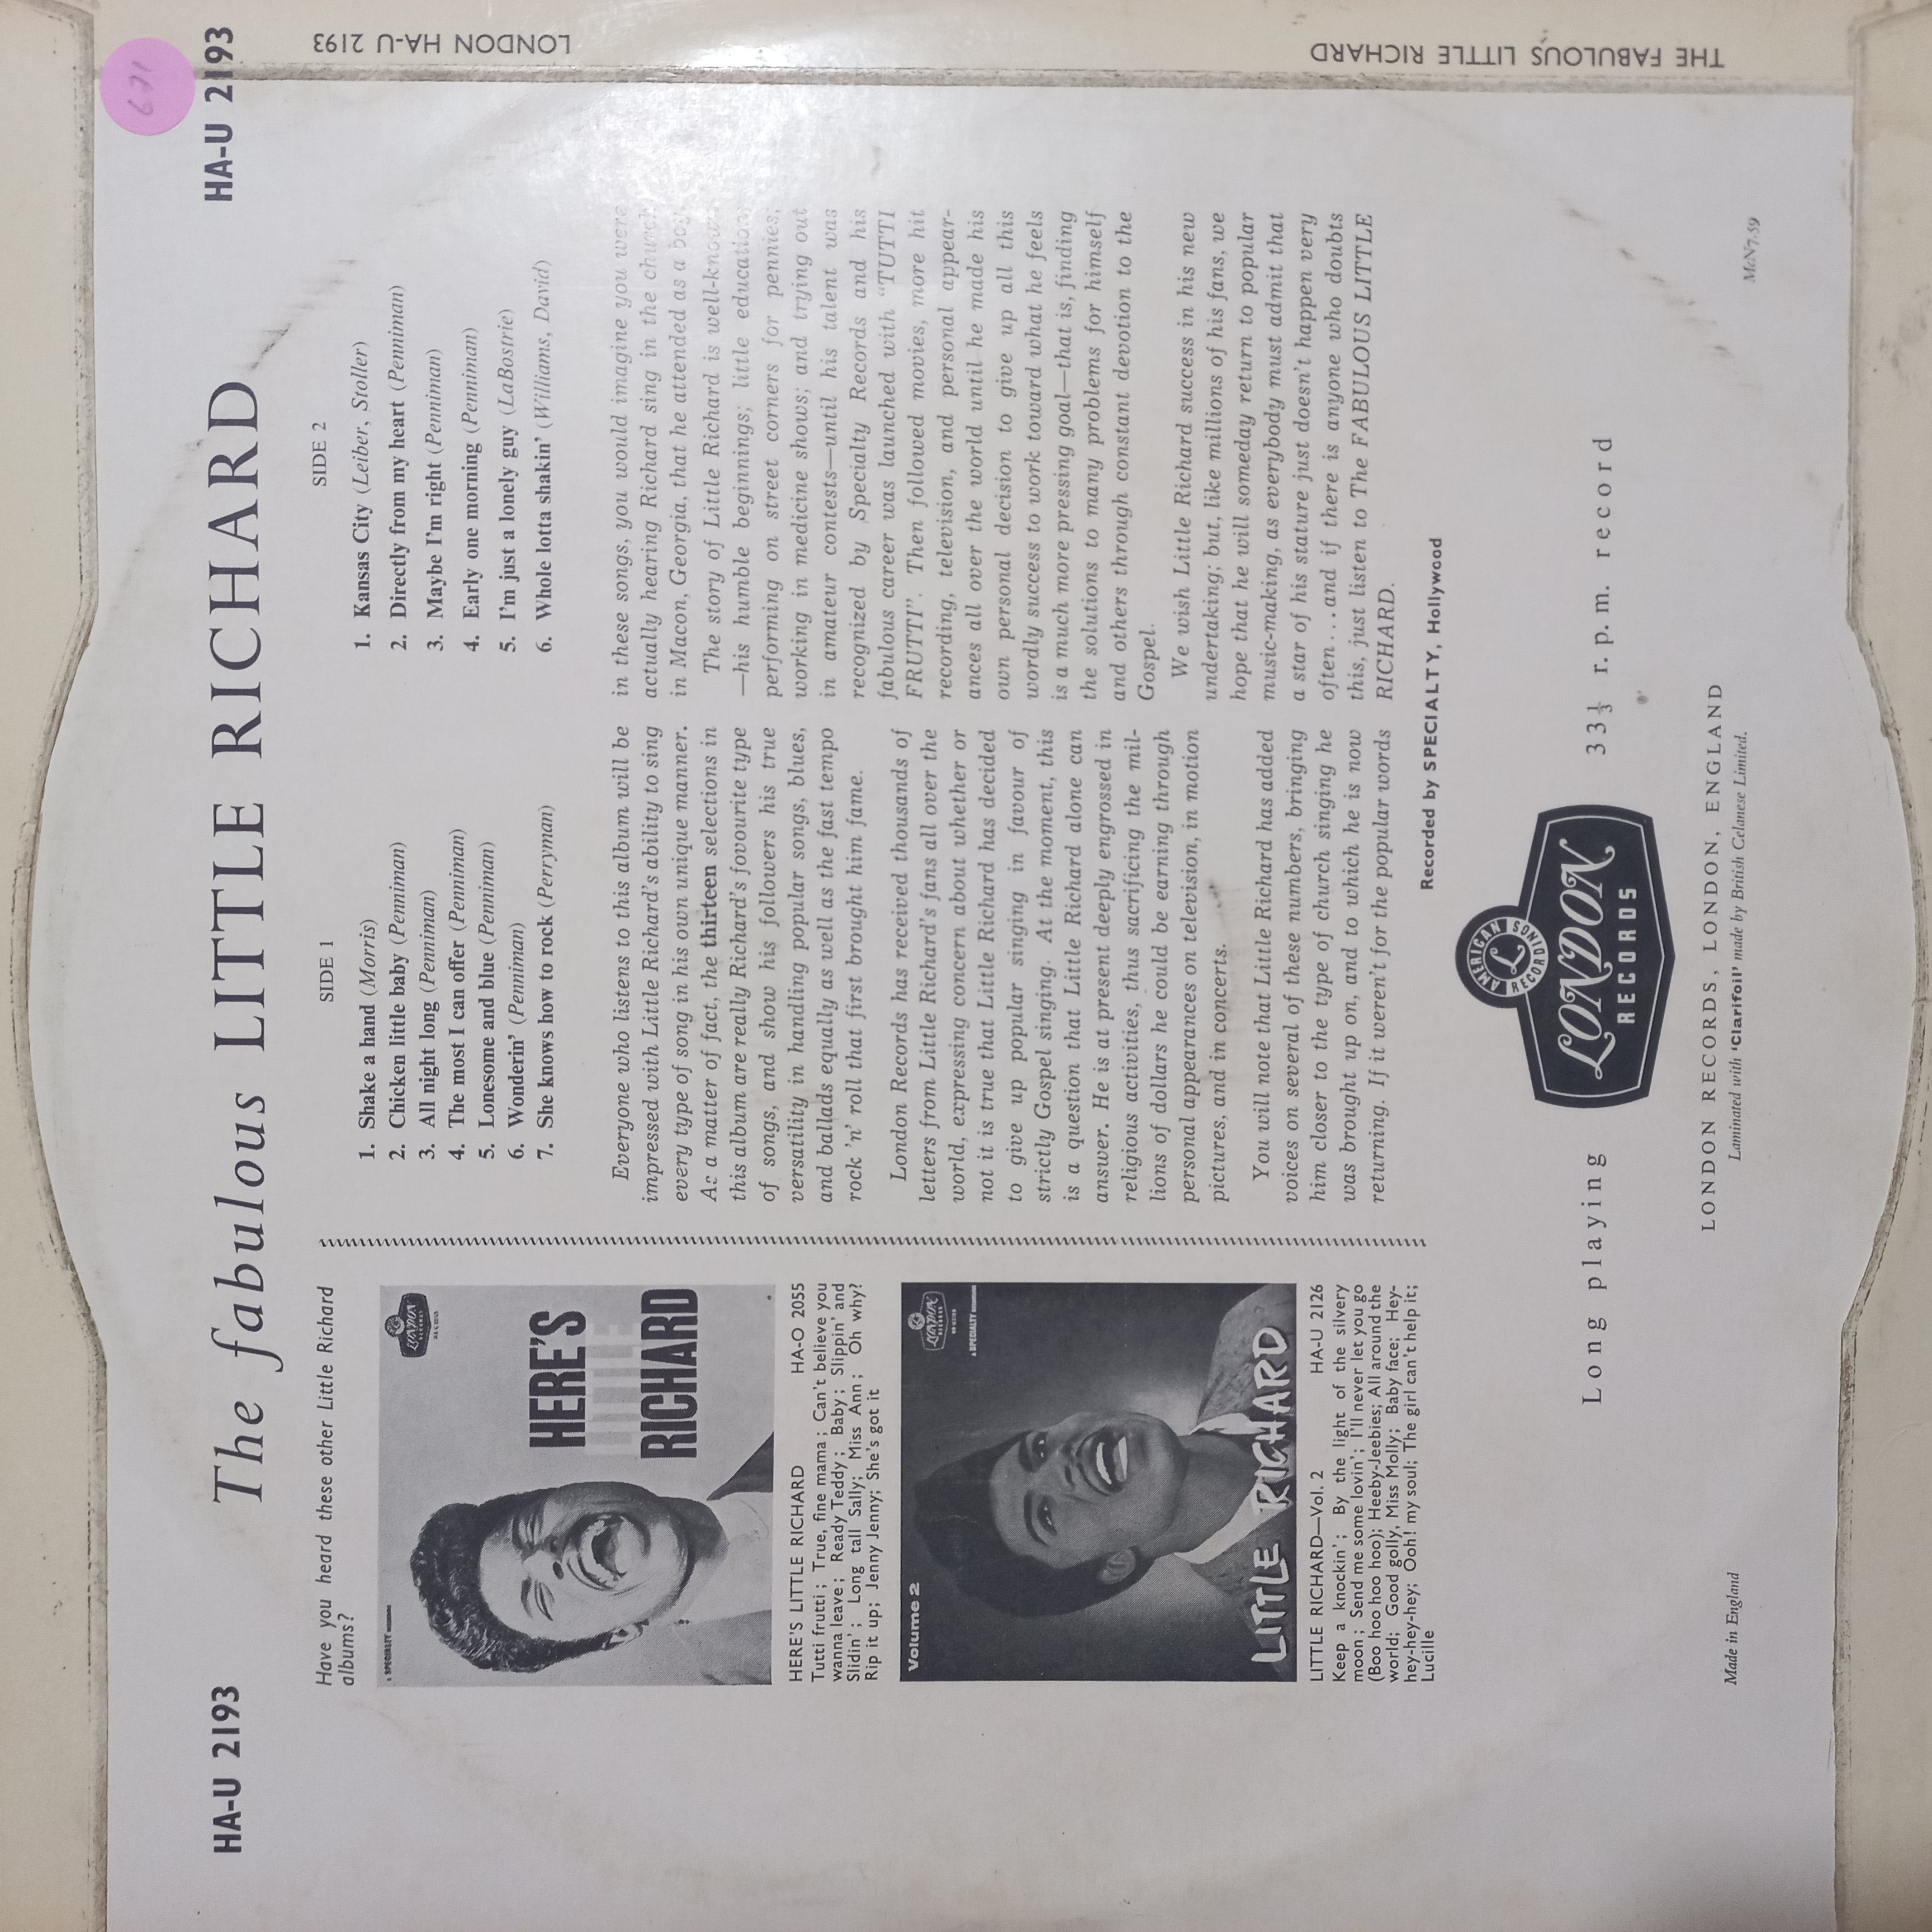 LONDON HA-U 2193
THE FABULOUS LITTLE RICHARD
671
HA-U 2193
The fabulous LITTLE RICHARD
HA-U 2193
Have you heard these other Little Richard
albums?
A SPECIALTY
LONDON
HERE'S
LITTLE
RICHARD
HERE'S LITTLE RICHARD HA-O 2055
Tutti frutti; True, fine mama; Can't believe you
wanna leave; Ready Teddy; Baby; Slippin' and
Slidin'; Long tall Sally; Miss Ann; Oh why?
Rip it up; Jenny Jenny; She's got it
Volume 2
LONDON
A SPECIALTY
LITTLE RICHARD
LITTLE RICHARD—Vol. 2 HA-U 2126
Keep a knockin'; By the light of the silvery
moon; Send me some lovin'; I'll never let you go
(Boo hoo hoo hoo); Heeby-Jeebies; All around the
world; Good golly, Miss Molly; Baby face; Hey-
hey-hey-hey; Ooh! my soul; The girl can't help it;
Lucille
SIDE 1
1. Shake a hand (Morris)
2. Chicken little baby (Penniman)
3. All night long (Penniman)
4. The most I can offer (Penniman)
5. Lonesome and blue (Penniman)
6. Wonderin' (Penniman)
7. She knows how to rock (Perryman)
SIDE 2
1. Kansas City (Leiber, Stoller)
2. Directly from my heart (Penniman)
3. Maybe I'm right (Penniman)
4. Early one morning (Penniman)
5. I'm just a lonely guy (LaBostrie)
6. Whole lotta shakin' (Williams, David)
Everyone who listens to this album will be
impressed with Little Richard's ability to sing
every type of song in his own unique manner.
As a matter of fact, the thirteen selections in
this album are really Richard's fovourite type
of songs, and show his followers his true
versatility in handling popular songs, blues,
and ballads equally as well as the fast tempo
rock 'n' roll that first brought him fame.
London Records has received thousands of
letters from Little Richard's fans all over the
world, expressing concern about whether or
not it is true that Little Richard has decided
to give up popular singing in favour of
strictly Gospel singing. At the moment, this
is a question that Little Richard alone can
answer. He is at present deeply engrossed in
religious activities, thus sacrificing the mil-
lions of dollars he could be earning through
personal appearances on television, in motion
pictures, and in concerts.
You will note that Little Richard has added
voices on several of these numbers, bringing
him closer to the type of church singing he
was brought up on, and to which he is now
returning. If it weren't for the popular words
in these songs, you would imagine you were
actually hearing Richard sing in the church
in Macon, Georgia, that he attended as a boy.
The story of Little Richard is well-known
—his humble beginnings; little education;
performing on street corners for pennies;
working in medicine shows; and trying out
in amateur contests—until his talent was
recognized by Specialty Records and his
fabulous career was launched with “TUTTI
FRUTTI”. Then followed movies, more hit
recording, television, and personal appear-
ances all over the world until he made his
own personal decision to give up all this
wordly success to work toward what he feels
is a much more pressing goal—that is, finding
the solutions to many problems for himself
and others through constant devotion to the
Gospel.
We wish Little Richard success in his new
undertaking; but, like millions of his fans, we
hope that he will someday return to popular
music-making, as everybody must admit that
a star of his stature just doesn't happen very
often...and if there is anyone who doubts
this, just listen to The FABULOUS LITTLE
RICHARD.
Recorded by SPECIALTY, Hollywood
Long playing
AMERICAN RECORDINGS
L
LONDON
RECORDS
33⅓ r.p.m. record
LONDON RECORDS, LONDON, ENGLAND
Laminated with ‘Clarifoil’ made by British Celanese Limited.
Made in England
McN7.59